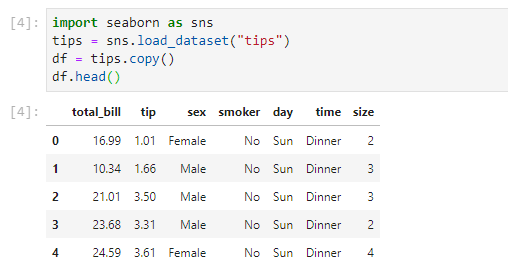 [4]: import seaborn as sns
tips = sns.load_dataset("tips")
df = tips.copy()
df.head()
[4]: total_bill tip sex smoker day time size
0 16.99 1.01 Female No Sun Dinner 2
1 10.34 1.66 Male No Sun Dinner 3
2 21.01 3.50 Male No Sun Dinner 3
3 23.68 3.31 Male No Sun Dinner 2
4 24.59 3.61 Female No Sun Dinner 4